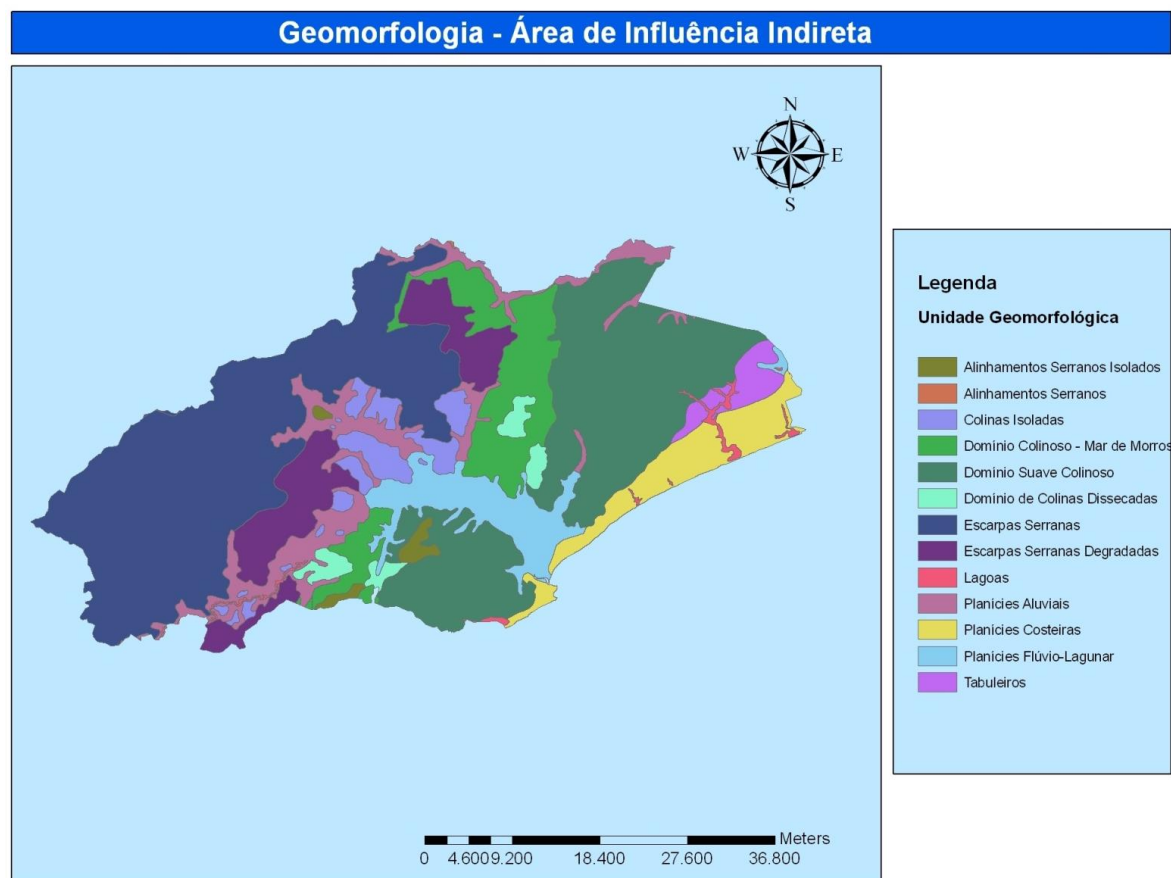 Geomorfologia - Área de Influência Indireta
N
W E
S
Legenda
Unidade Geomorfológica
Alinhamentos Serranos Isolados
Alinhamentos Serranos
Colinas Isoladas
Domínio Colinoso - Mar de Morros
Domínio Suave Colinoso
Domínio de Colinas Dissecadas
Escarpas Serranas
Escarpas Serranas Degradadas
Lagoas
Planícies Aluviais
Planícies Costeiras
Planícies Flúvio-Lagunar
Tabuleiros
Meters
0 4.600 9.200 18.400 27.600 36.800